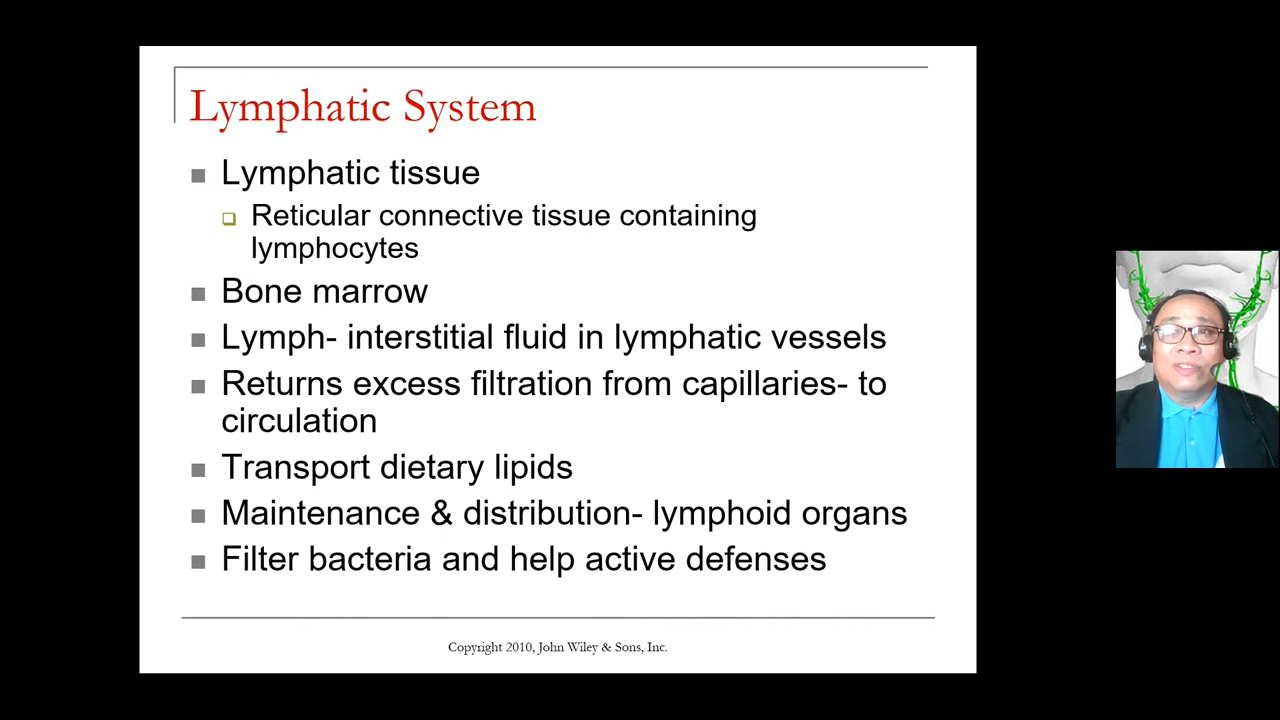 Lymphatic System
Lymphatic tissue
Reticular connective tissue containing
lymphocytes
Bone marrow
Lymph- interstitial fluid in lymphatic vessels
Returns excess filtration from capillaries- to
circulation
Transport dietary lipids
Maintenance & distribution- lymphoid organs
Filter bacteria and help active defenses
Copyright 2010, John Wiley & Sons, Inc.